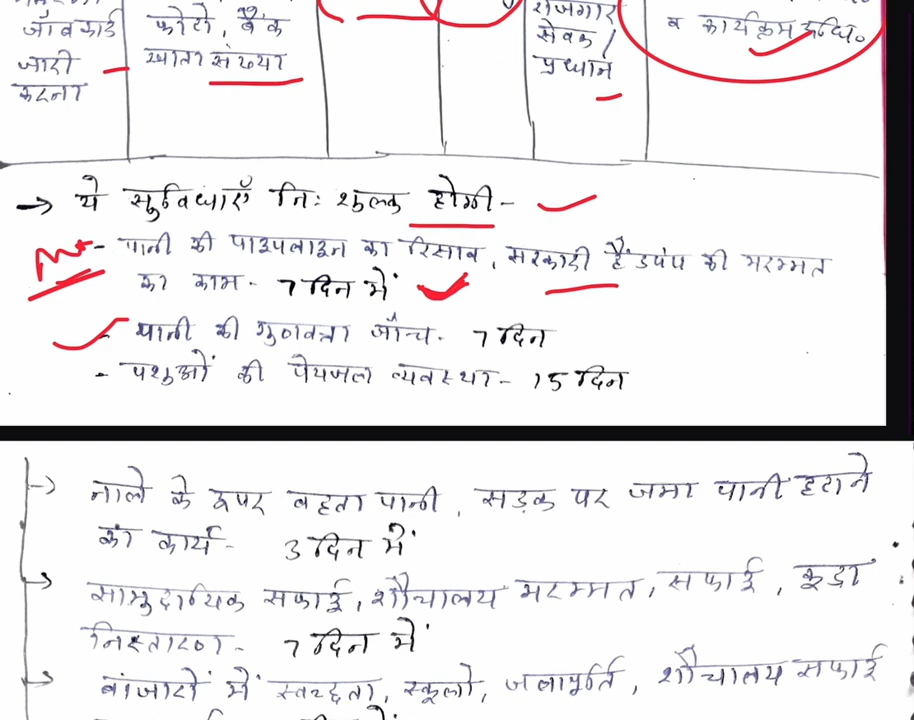 जॉबकार्ड फोटो, बैंक रोजगार व कार्यक्रम
जारी खाता संख्या सेवक/
करना प्रधान
→ ये सुविधाएँ निः शुल्क होगी -
- पानी की पाइपलाइन का रिसाव, सरकारी हैंडपंप की मरम्मत
का काम - 7 दिन में
- पानी की गुणवत्ता जाँच - 7 दिन
- पशुओं की पेयजल व्यवस्था - 15 दिन
→ नाले के ऊपर बहता पानी, सड़क पर जमा पानी हटाने
का कार्य - 3 दिन में
→ सामुदायिक सफाई, शौचालय मरम्मत, सफाई, कूड़ा
निस्तारण - 7 दिन में
→ बाजारों में स्वच्छता, स्कूलो, जलापूर्ति, शौचालय सफाई